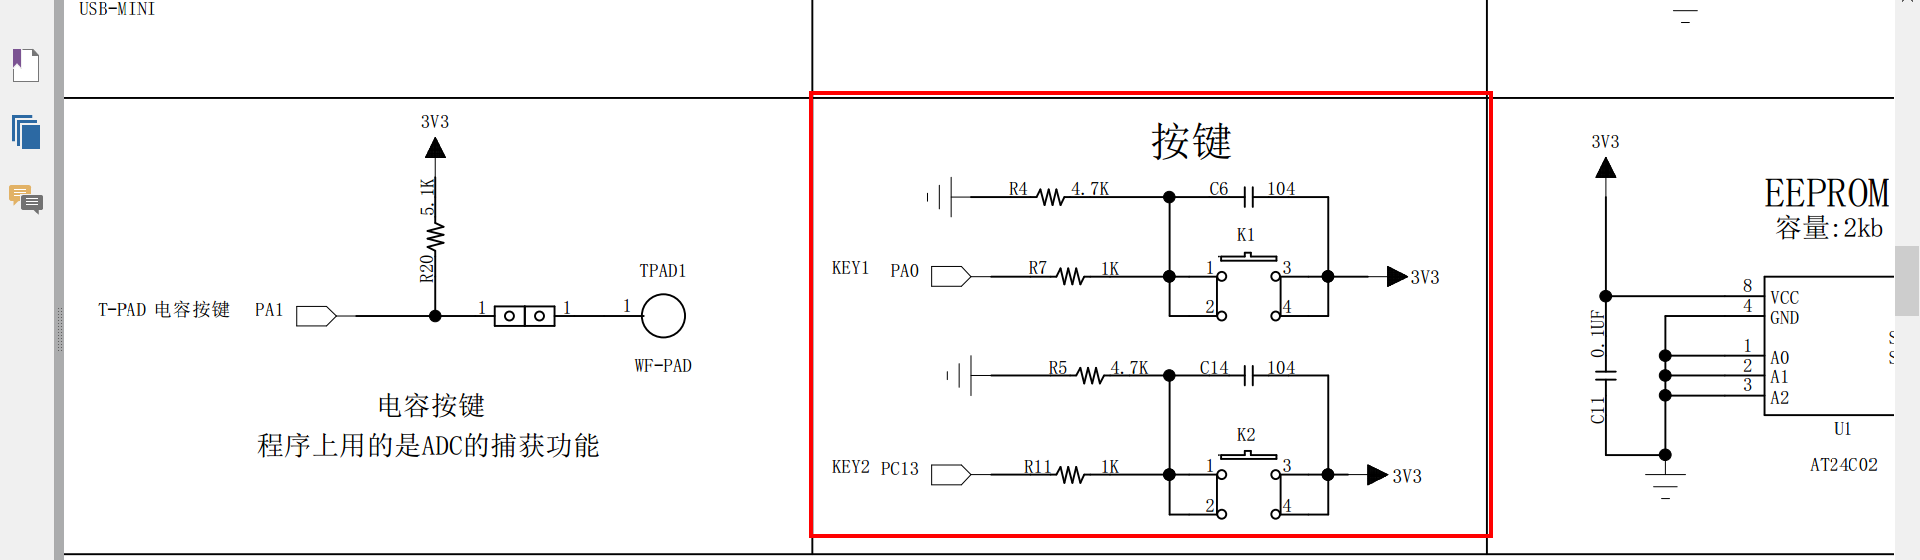 USB-MINI
3V3
5.1K
R20
T-PAD 电容按键 PA1
1
1
1
TPAD1
WF-PAD
电容按键
程序上用的是ADC的捕获功能
按键
R4 4.7K C6 104
K1
KEY1 PA0 R7 1K 1 3 3V3
2 4
R5 4.7K C14 104
K2
KEY2 PC13 R11 1K 1 3 3V3
2 4
3V3
EEPROM
容量:2kb
8 VCC
4 GND
0.1UF
1 A0
2 A1
3 A2
C11
U1
AT24C02